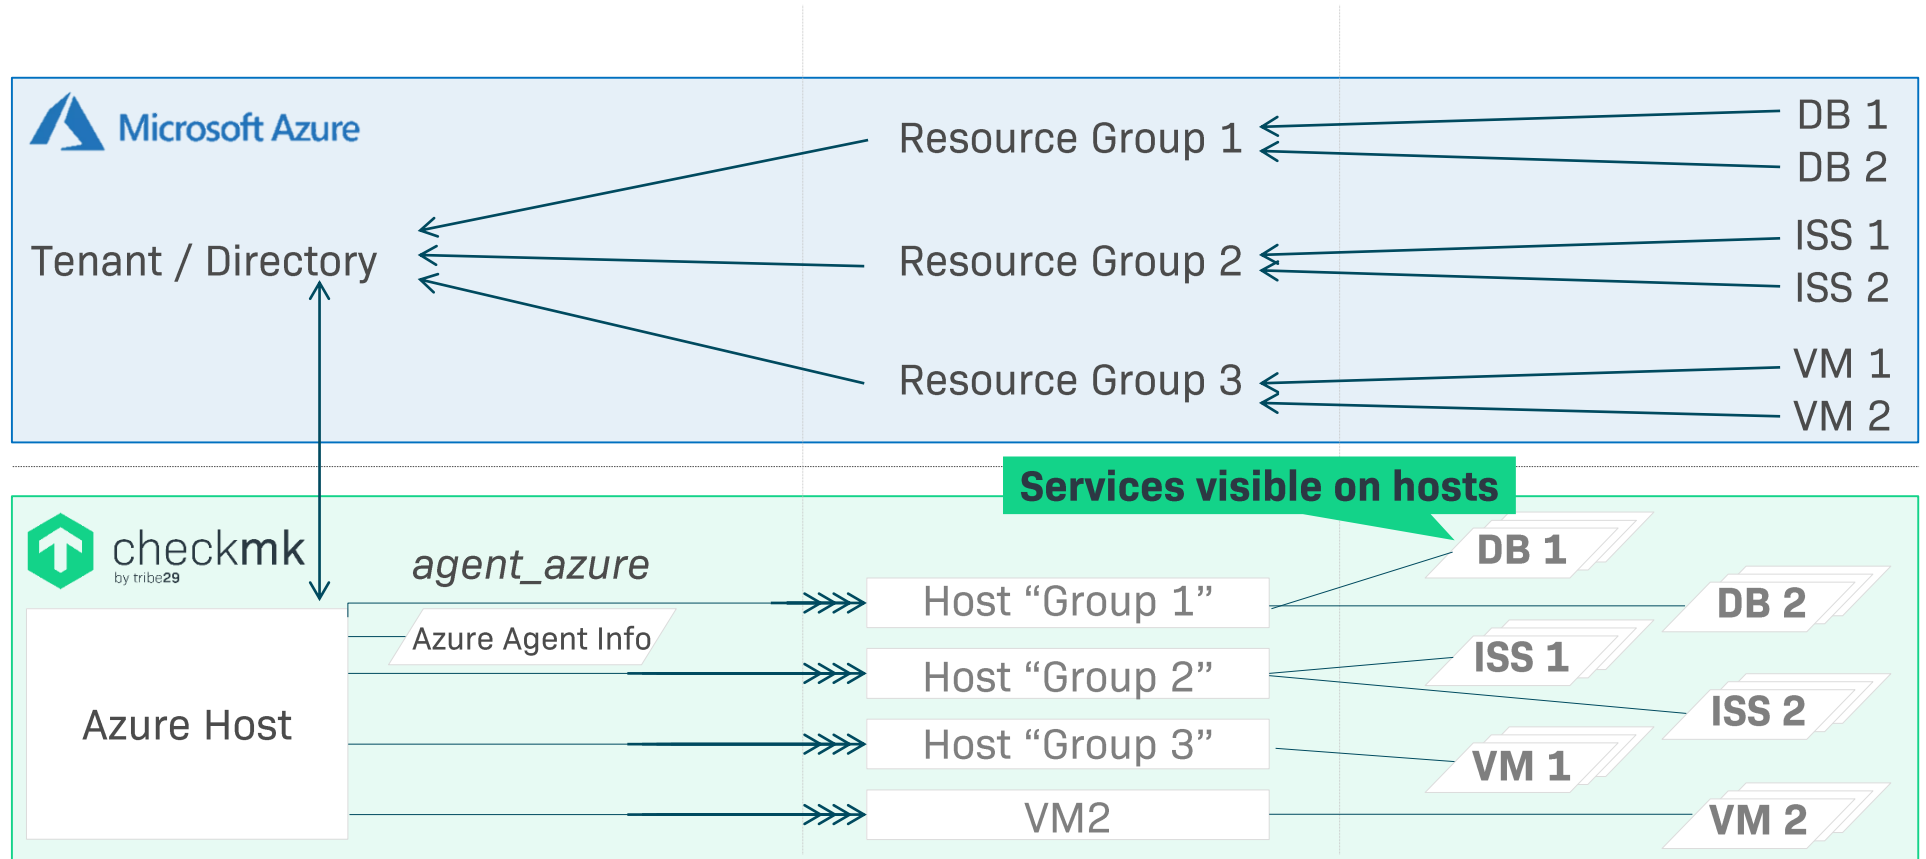 Microsoft Azure
Tenant / Directory
Resource Group 1
Resource Group 2
Resource Group 3
DB 1
DB 2
ISS 1
ISS 2
VM 1
VM 2
Services visible on hosts
checkmk
by tribe29
agent_azure
Azure Agent Info
Azure Host
Host “Group 1”
Host “Group 2”
Host “Group 3”
VM2
DB 1
DB 2
ISS 1
ISS 2
VM 1
VM 2